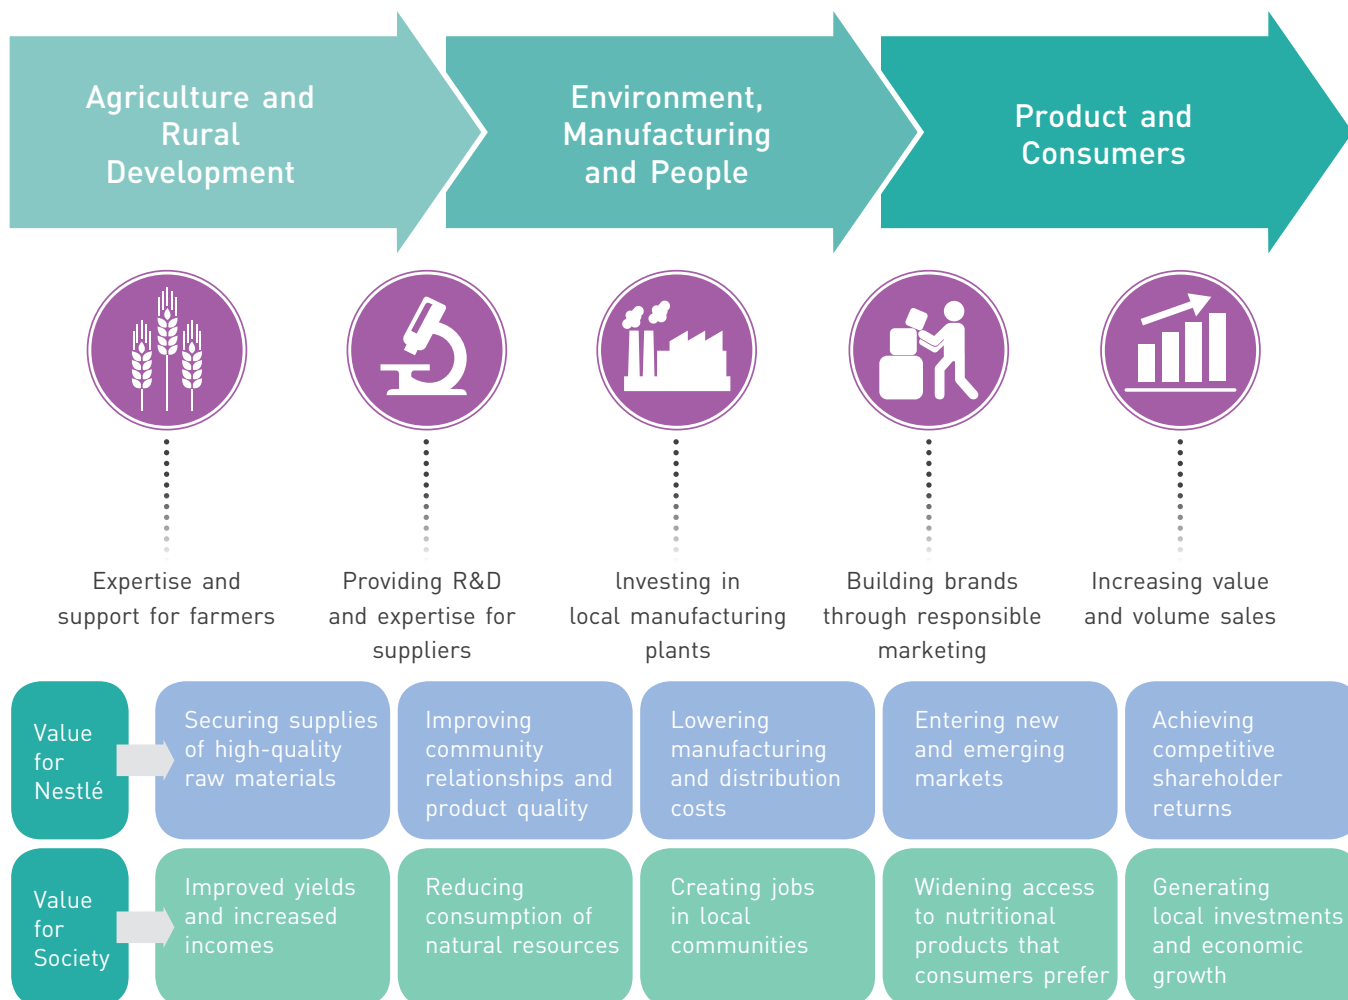 Agriculture and
Rural
Development
Environment,
Manufacturing
and People
Product and
Consumers
Expertise and
support for farmers
Providing R&D
and expertise for
suppliers
Investing in
local manufacturing
plants
Building brands
through responsible
marketing
Increasing value
and volume sales
Value
for
Nestlé
Securing supplies
of high-quality
raw materials
Improving
community
relationships and
product quality
Lowering
manufacturing
and distribution
costs
Entering new
and emerging
markets
Achieving
competitive
shareholder
returns
Value
for
Society
Improved yields
and increased
incomes
Reducing
consumption of
natural resources
Creating jobs
in local
communities
Widening access
to nutritional
products that
consumers prefer
Generating
local investments
and economic
growth